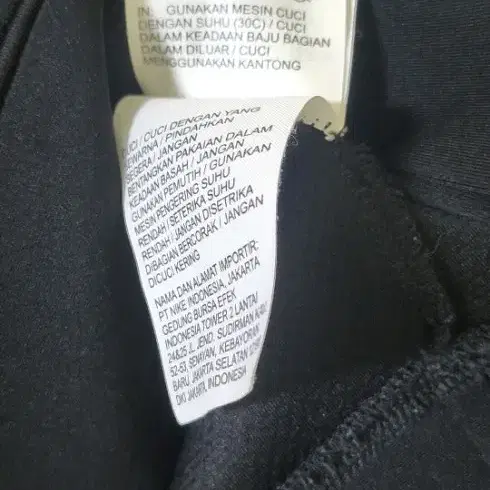 IN: GUNAKAN MESIN CUCI
DENGAN SUHU (30C) / CUCI
DALAM KEADAAN BAJU BAGIAN
DALAM DILUAR / CUCI
MENGGUNAKAN KANTONG
CUCI / CUCI DENGAN YANG
SEWARNA / PINDAHKAN
SEGERA / JANGAN
BENTANGKAN PAKAIAN DALAM
KEADAAN BASAH / JANGAN
GUNAKAN PEMUTIH / GUNAKAN
MESIN PENGERING SUHU
RENDAH / SETERIKA SUHU
RENDAH / JANGAN DISETRIKA
DIBAGIAN BERCORAK / JANGAN
DICUCI KERING
NAMA DAN ALAMAT IMPORTIR:
PT NIKE INDONESIA, JAKARTA
GEDUNG BURSA EFEK
INDONESIA TOWER 2 LANTAI
24&25 JL. JEND. SUDIRMAN
52-53, SENAYAN, KEBAYORAN
BARU, JAKARTA SELATAN
DKI JAKARTA, INDONESIA